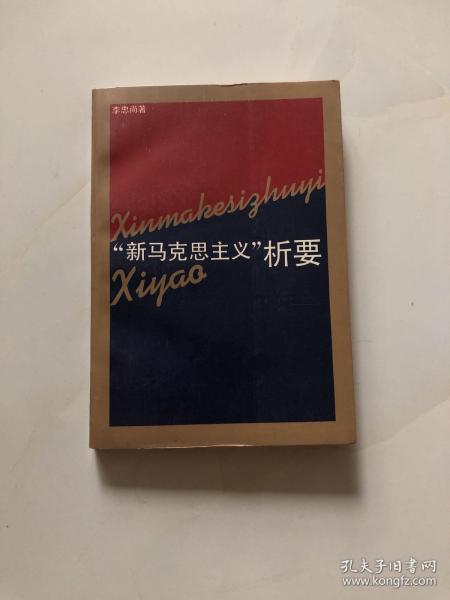 李忠尚著
Xinmakesizhuyi
“新马克思主义”析要
Xiyao
孔夫子旧书网
www.kongfz.com